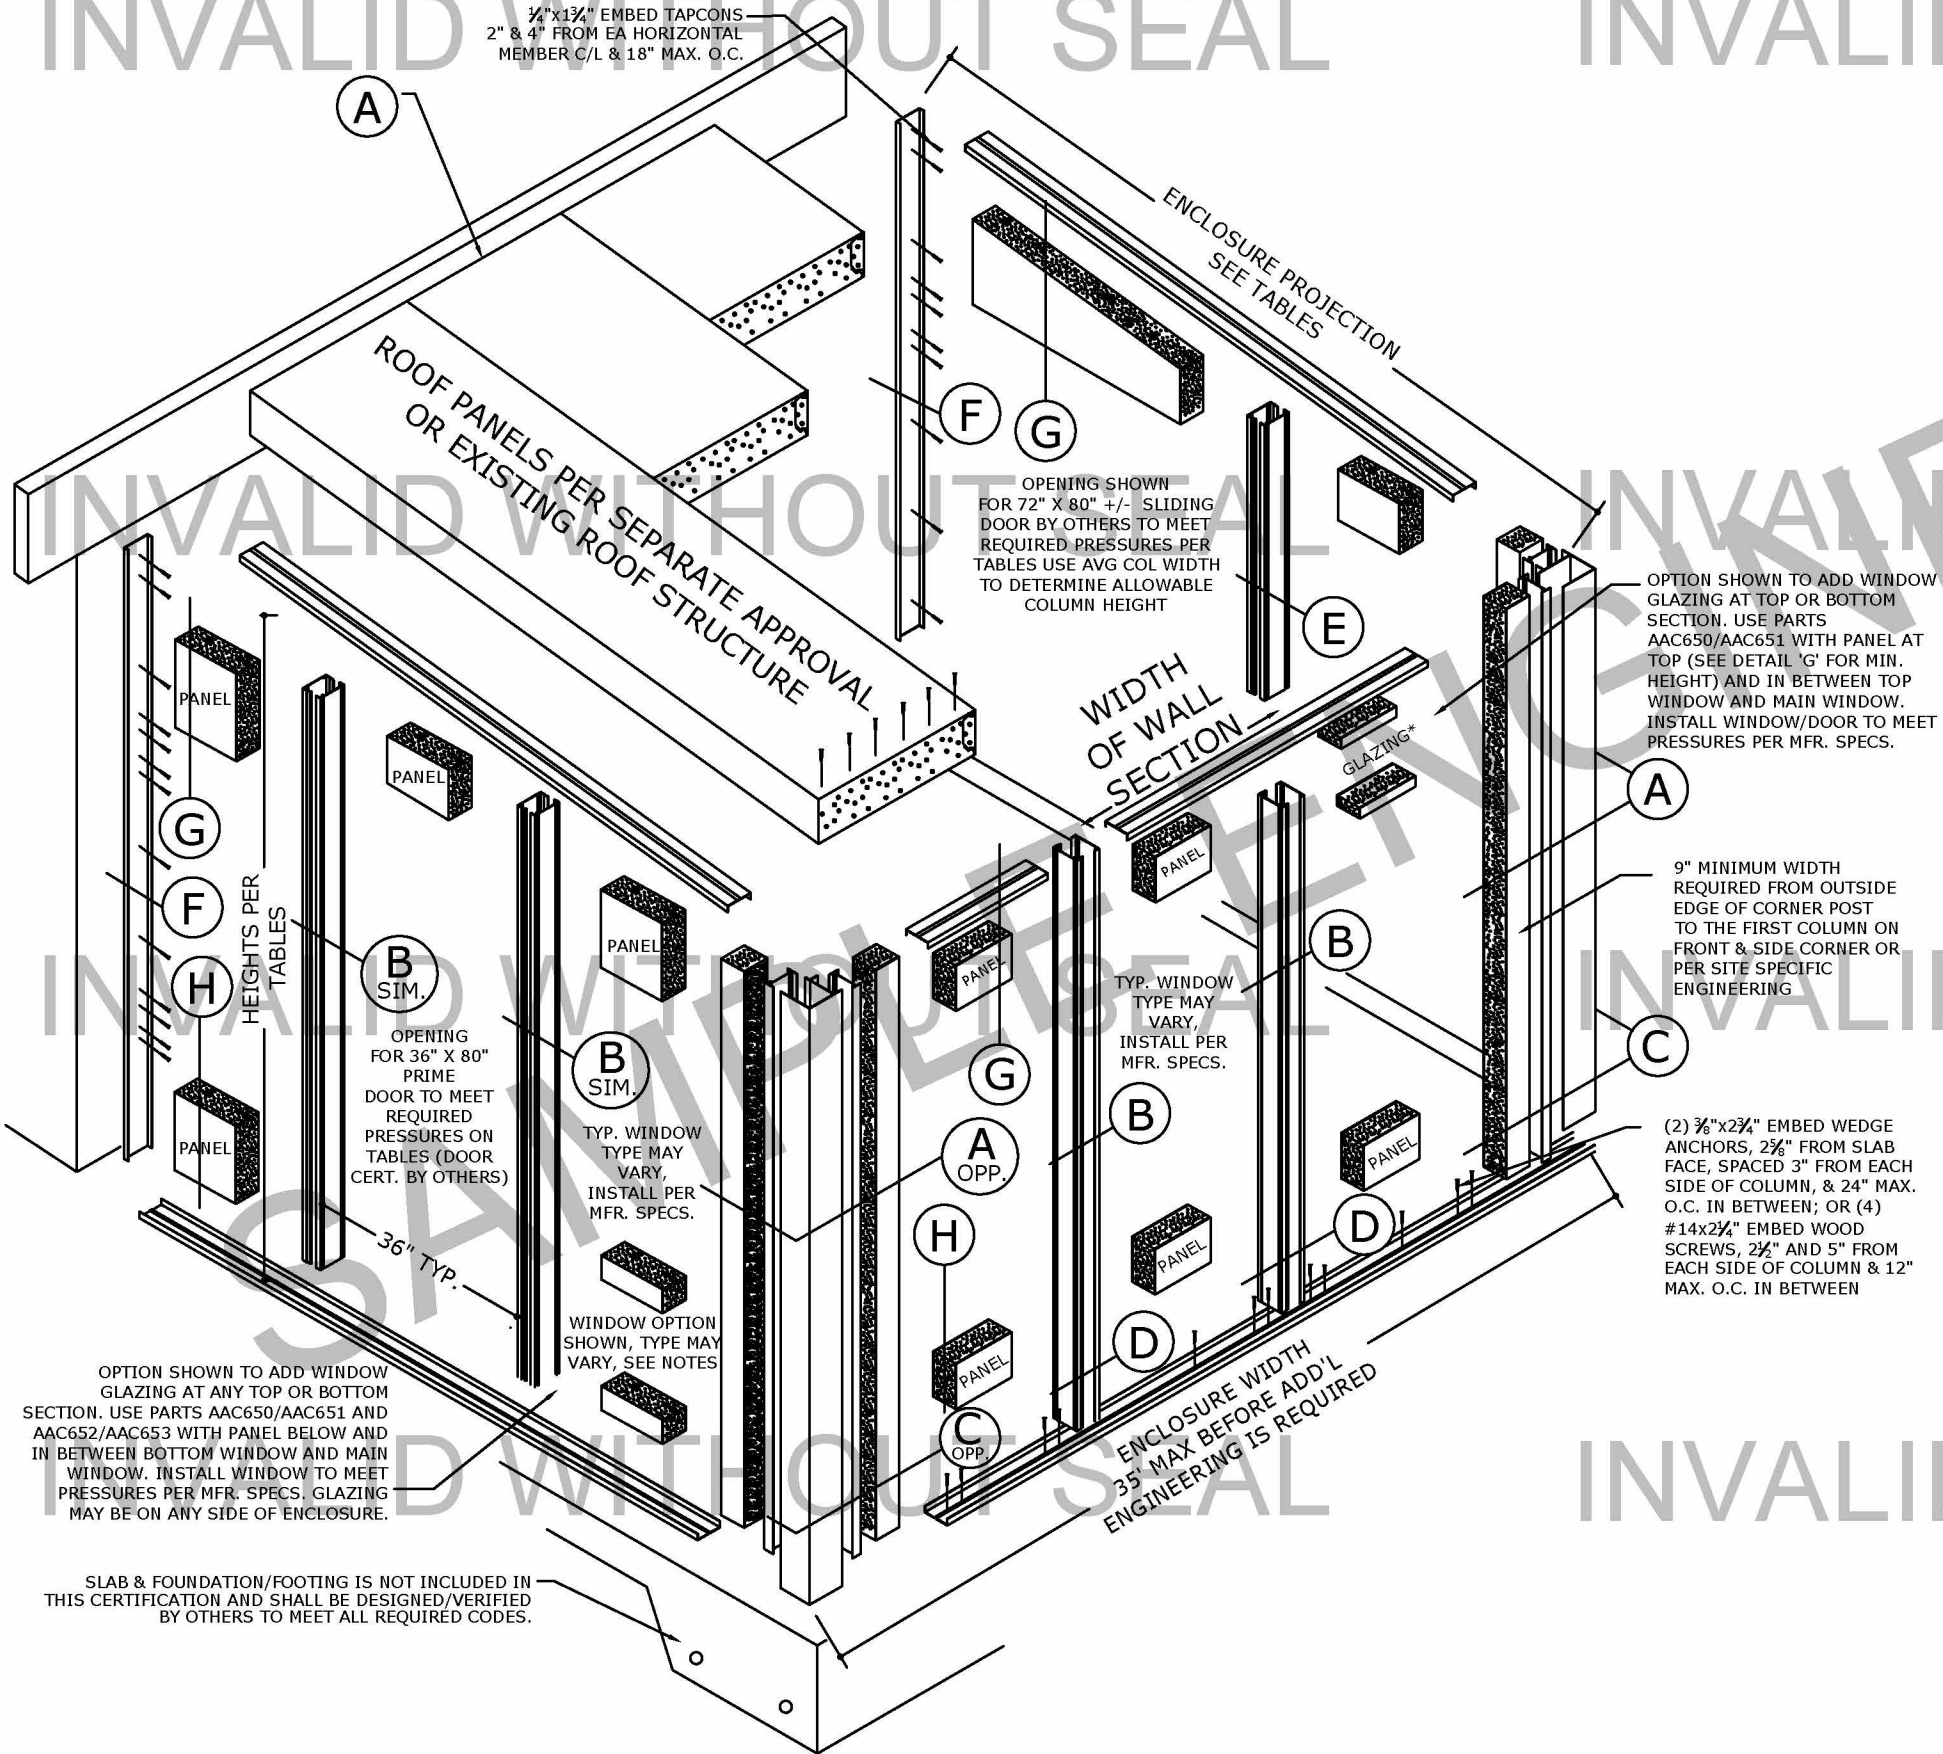 INVALID WITHOUT SEAL
INVALI
¼"x1¾" EMBED TAPCONS
2" & 4" FROM EA HORIZONTAL
MEMBER C/L & 18" MAX. O.C.
A
ENCLOSURE PROJECTION
SEE TABLES
ROOF PANELS PER SEPARATE APPROVAL
OR EXISTING ROOF STRUCTURE
F
G
OPENING SHOWN
FOR 72" X 80" +/- SLIDING
DOOR BY OTHERS TO MEET
REQUIRED PRESSURES PER
TABLES USE AVG COL WIDTH
TO DETERMINE ALLOWABLE
COLUMN HEIGHT
E
INVALID WITHOUT SEAL
INVALI
OPTION SHOWN TO ADD WINDOW
GLAZING AT TOP OR BOTTOM
SECTION. USE PARTS
AAC650/AAC651 WITH PANEL AT
TOP (SEE DETAIL 'G' FOR MIN.
HEIGHT) AND IN BETWEEN TOP
WINDOW AND MAIN WINDOW.
INSTALL WINDOW/DOOR TO MEET
PRESSURES PER MFR. SPECS.
WIDTH
OF WALL
SECTION
GLAZING*
A
PANEL
PANEL
G
F
H
HEIGHTS PER
TABLES
B
SIM.
OPENING
FOR 36" X 80"
PRIME
DOOR TO MEET
REQUIRED
PRESSURES ON
TABLES (DOOR
CERT. BY OTHERS)
PANEL
B
SIM.
TYP. WINDOW
TYPE MAY
VARY,
INSTALL PER
MFR. SPECS.
PANEL
PANEL
G
A
OPP.
B
TYP. WINDOW
TYPE MAY
VARY,
INSTALL PER
MFR. SPECS.
B
9" MINIMUM WIDTH
REQUIRED FROM OUTSIDE
EDGE OF CORNER POST
TO THE FIRST COLUMN ON
FRONT & SIDE CORNER OR
PER SITE SPECIFIC
ENGINEERING
INVALID WITHOUT SEAL
INVALI
C
(2) ⅜"x2¾" EMBED WEDGE
ANCHORS, 2⅝" FROM SLAB
FACE, SPACED 3" FROM EACH
SIDE OF COLUMN, & 24" MAX.
O.C. IN BETWEEN; OR (4)
#14x2¼" EMBED WOOD
SCREWS, 2½" AND 5" FROM
EACH SIDE OF COLUMN & 12"
MAX. O.C. IN BETWEEN
PANEL
D
PANEL
H
D
PANEL
PANEL
36" TYP.
WINDOW OPTION
SHOWN, TYPE MAY
VARY, SEE NOTES
C
OPP.
ENCLOSURE WIDTH
35' MAX BEFORE ADD'L
ENGINEERING IS REQUIRED
OPTION SHOWN TO ADD WINDOW
GLAZING AT ANY TOP OR BOTTOM
SECTION. USE PARTS AAC650/AAC651 AND
AAC652/AAC653 WITH PANEL BELOW AND
IN BETWEEN BOTTOM WINDOW AND MAIN
WINDOW. INSTALL WINDOW TO MEET
PRESSURES PER MFR. SPECS. GLAZING
MAY BE ON ANY SIDE OF ENCLOSURE.
INVALID WITHOUT SEAL
INVALI
SLAB & FOUNDATION/FOOTING IS NOT INCLUDED IN
THIS CERTIFICATION AND SHALL BE DESIGNED/VERIFIED
BY OTHERS TO MEET ALL REQUIRED CODES.
SAMPLE ENGINE